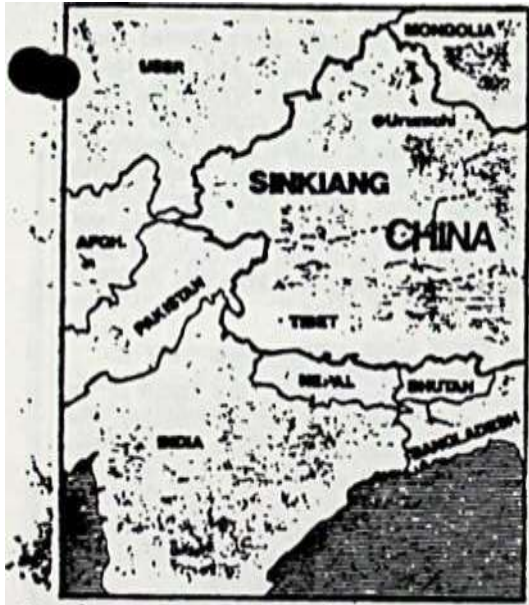 MONGOLIA
USSR
Urumchi
SINKIANG
CHINA
AFGH.
PAKISTAN
TIBET
NEPAL
BHUTAN
INDIA
BANGLADESH